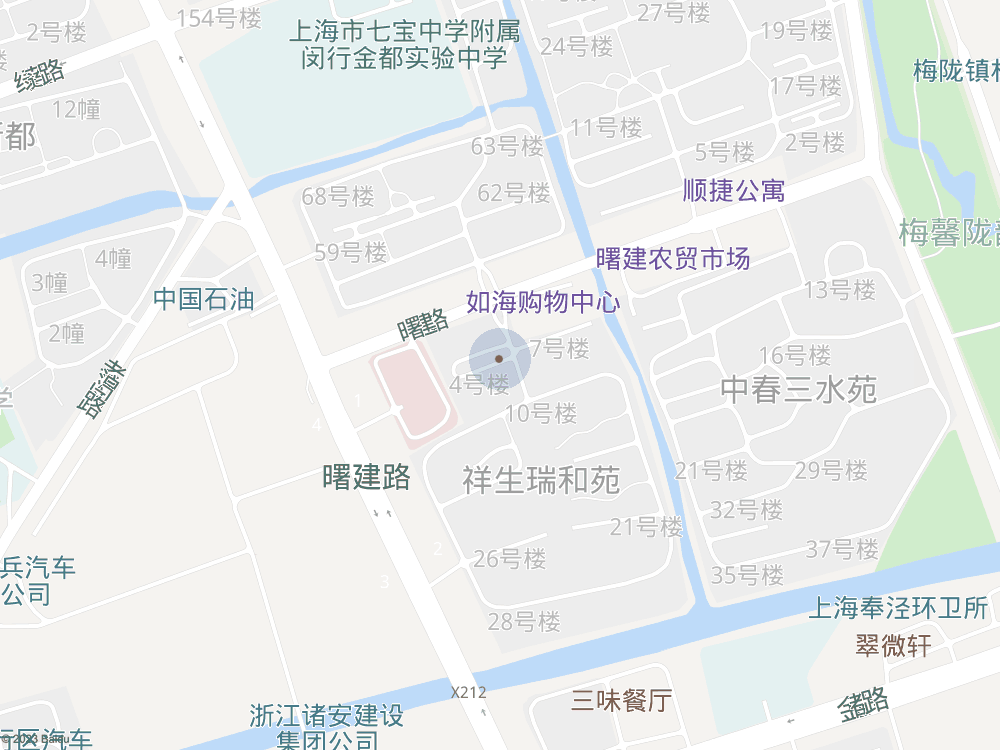 154号楼
2号楼
27号楼
19号楼
上海市七宝中学附属
闵行金都实验中学
24号楼
梅陇镇
17号楼
12幢
11号楼
都
63号楼
5号楼
2号楼
顺捷公寓
68号楼
62号楼
梅馨陇
4幢
59号楼
曙建农贸市场
3幢
13号楼
中国石油
如海购物中心
曙建路
2幢
7号楼
16号楼
4号楼
中春三水苑
1
10号楼
4
曙建路
祥生瑞和苑
21号楼
29号楼
32号楼
21号楼
2
26号楼
37号楼
兵汽车
公司
3
35号楼
上海奉泾环卫所
28号楼
翠微轩
X212
三味餐厅
浙江诸安建设
集团公司
区汽车
© 2023 Baidu